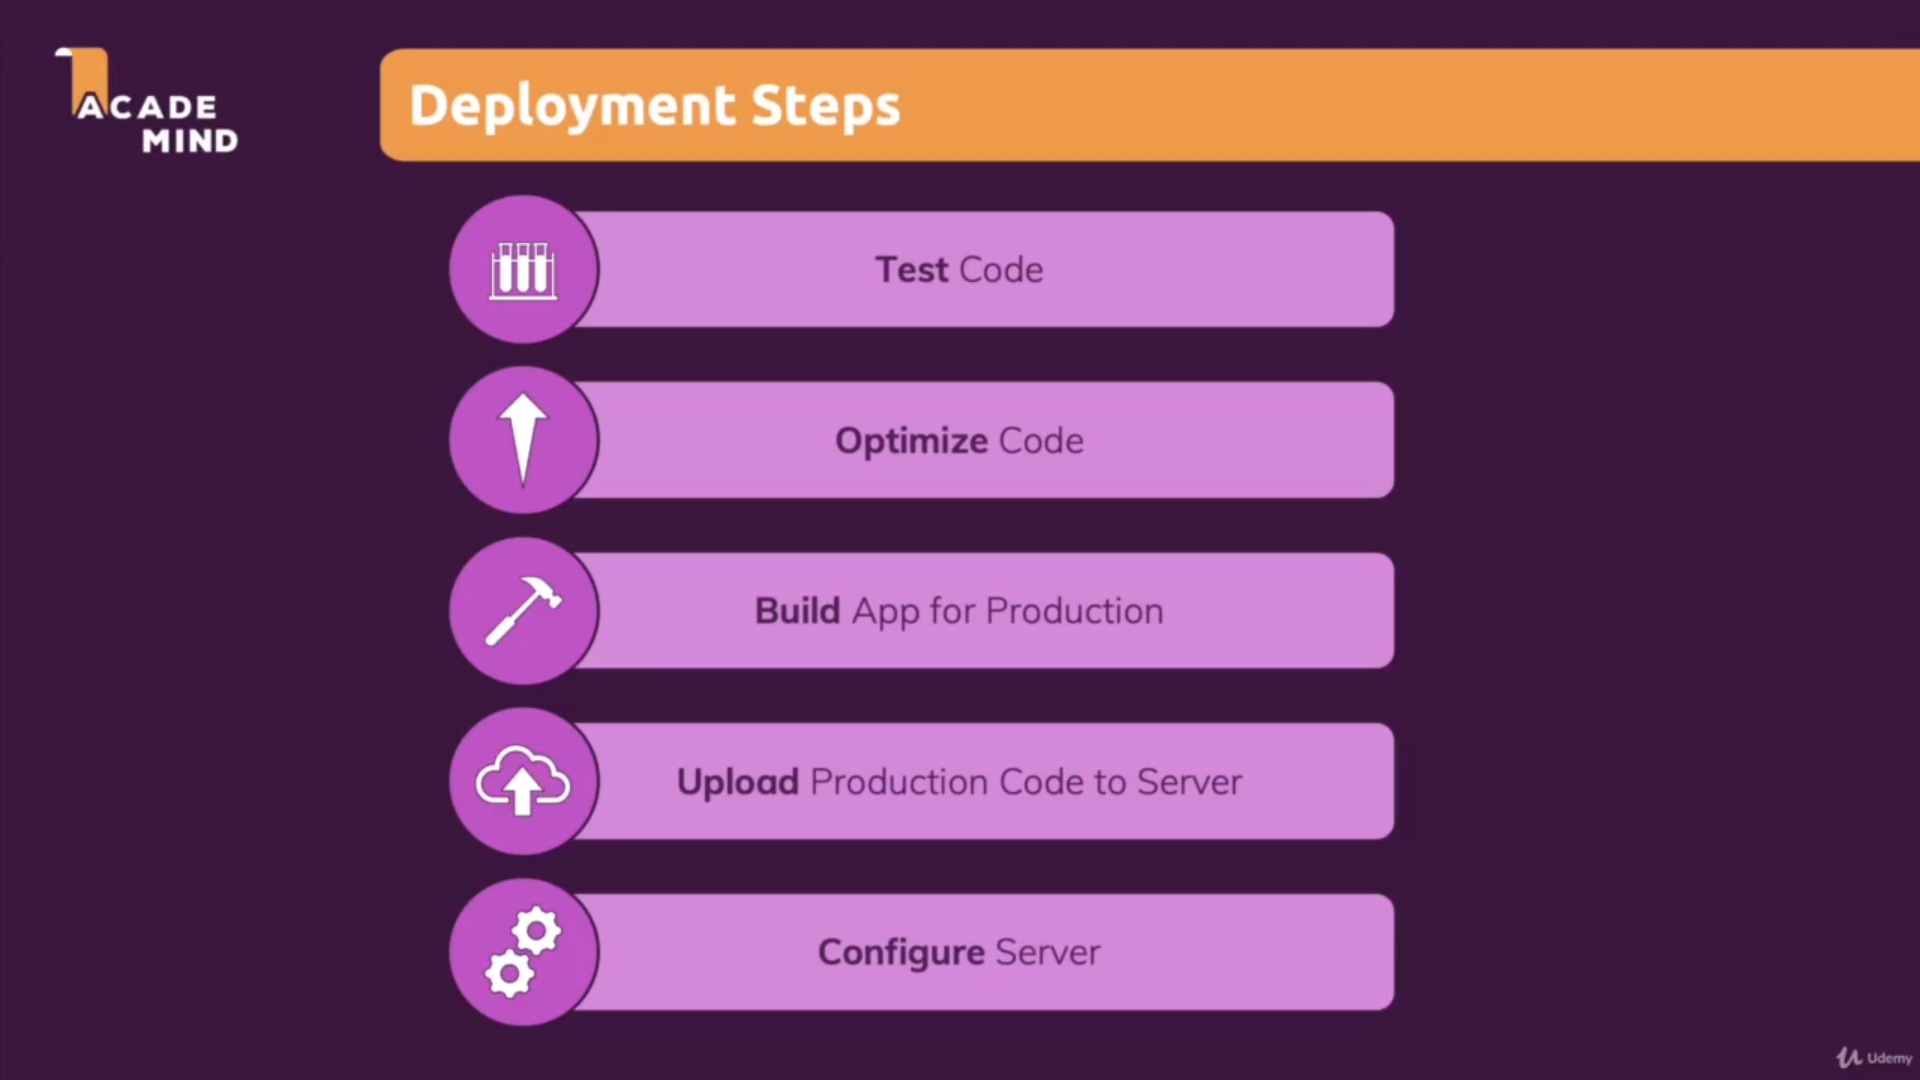 ACADE
MIND
Deployment Steps
Test Code
Optimize Code
Build App for Production
Upload Production Code to Server
Configure Server
Udemy